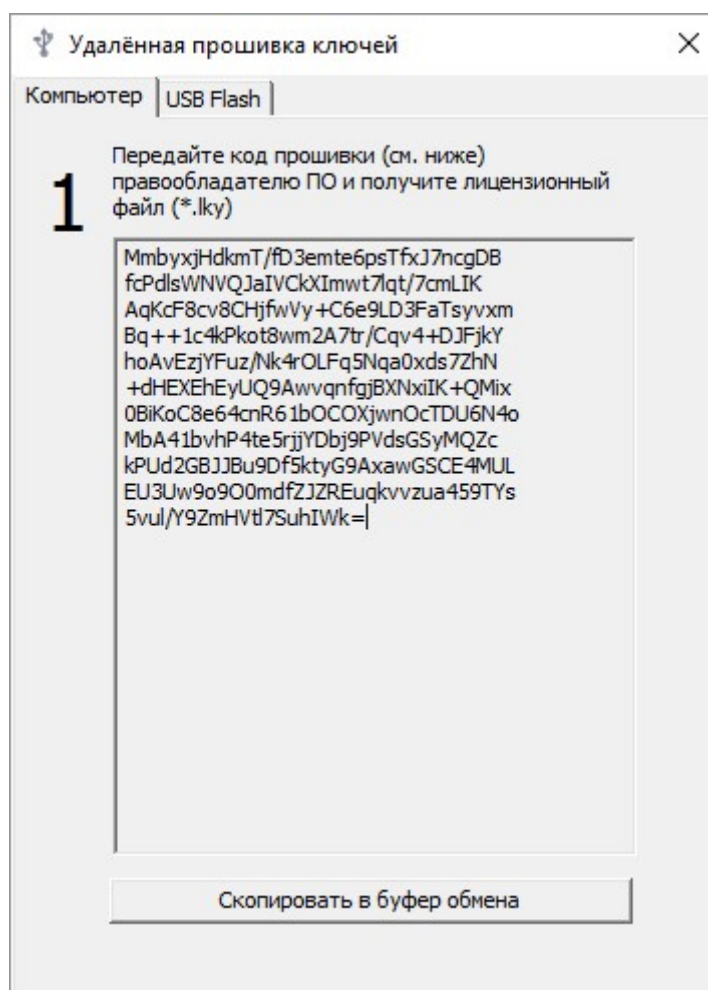 Удалённая прошивка ключей
Компьютер
USB Flash
1
Передайте код прошивки (см. ниже)
правообладателю ПО и получите лицензионный
файл (*.lky)
MmbyxjHdkmT/fD3emte6psTfxJ7ncgDB
fcPdlsWNVQJaIVCkXImwt7lqt/7cmLIK
AqKcF8cv8CHjfwVy+C6e9LD3FaTsyvxm
Bq++1c4kPkot8wm2A7tr/Cqv4+DJFjkY
hoAvEzjYFuz/Nk4rOLFq5Nqa0xds7ZhN
+dHEXEhEyUQ9AwvqnfgjBXNxiIK+QMix
0BiKoC8e64cnR61bOCOXjwnOcTDU6N4o
MbA41bvhP4te5rjjYDbj9PVdsGSyMQZc
kPUd2GBJJBu9Df5ktyG9AxawGSCE4MUL
EU3Uw9o9O0mdfZJZREuqkvvzua459TYs
5vul/Y9ZmHVtl7SuhIWk=
Скопировать в буфер обмена